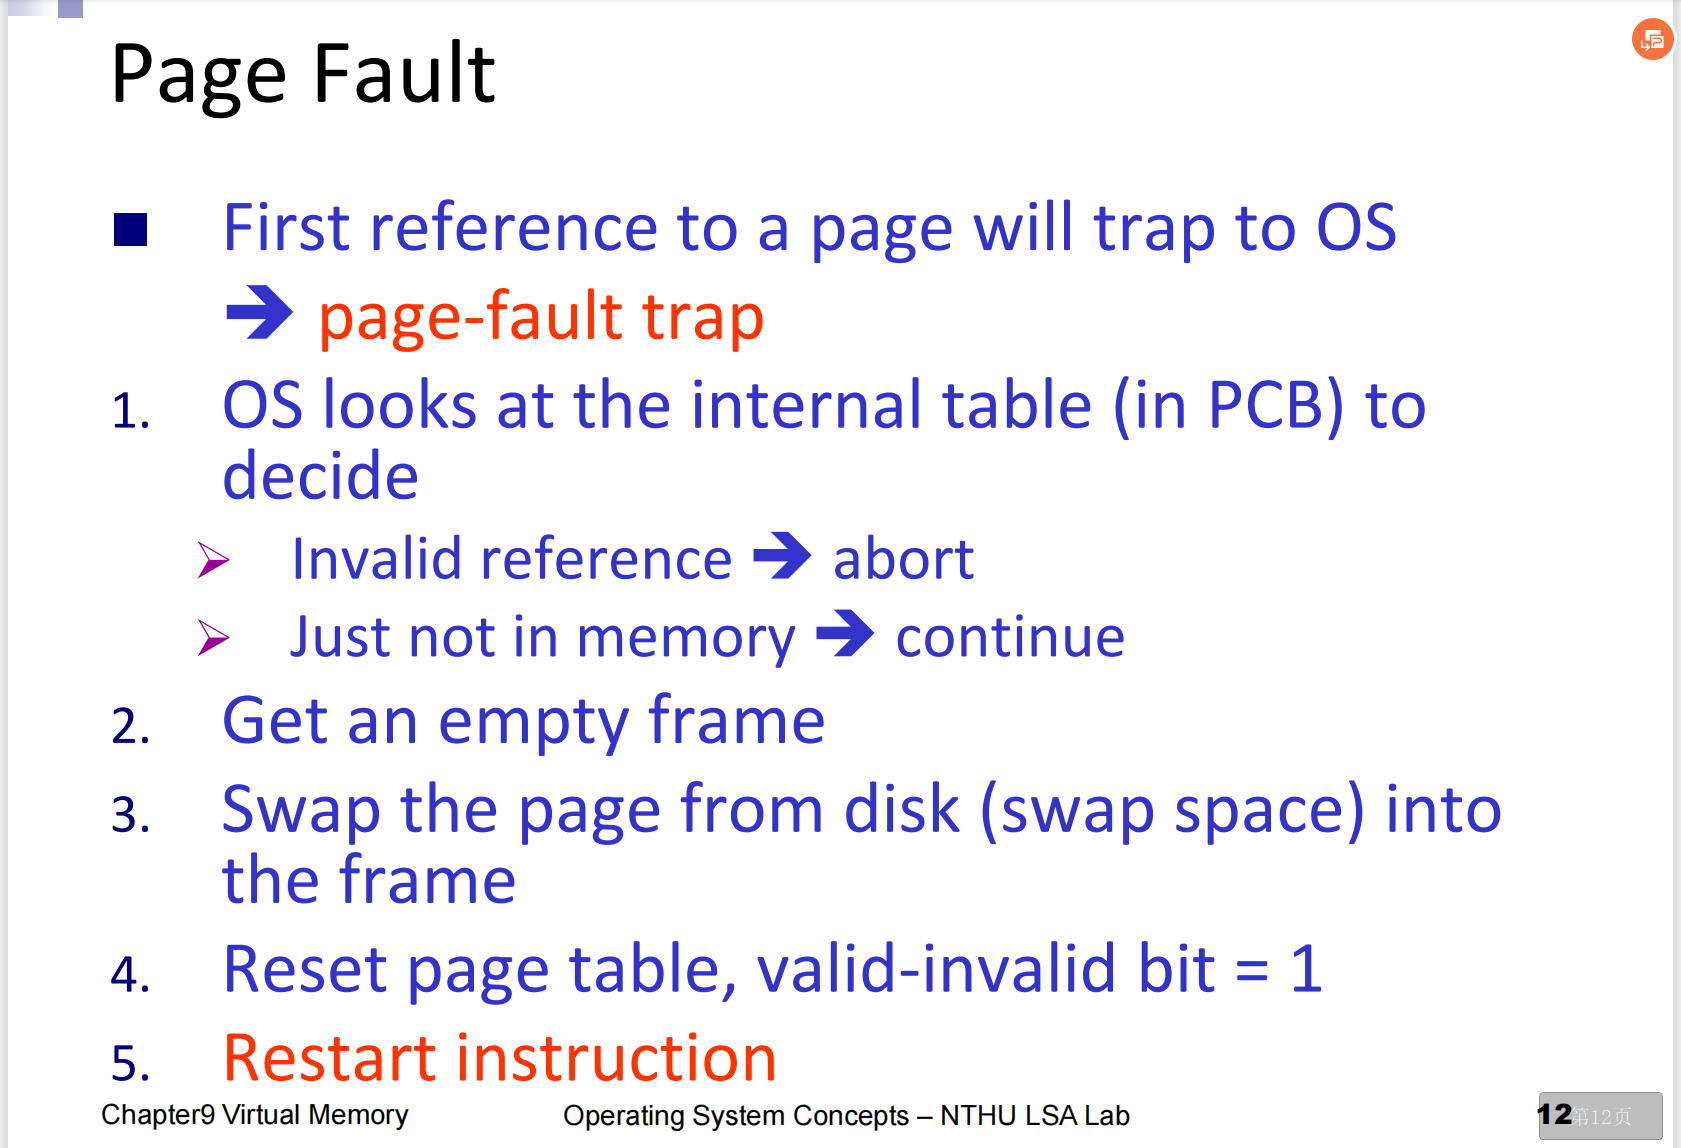 Page Fault
First reference to a page will trap to OS
➔ page-fault trap
1. OS looks at the internal table (in PCB) to
decide
Invalid reference ➔ abort
Just not in memory ➔ continue
2. Get an empty frame
3. Swap the page from disk (swap space) into
the frame
4. Reset page table, valid-invalid bit = 1
5. Restart instruction
Chapter9 Virtual Memory
Operating System Concepts – NTHU LSA Lab
12
第12页